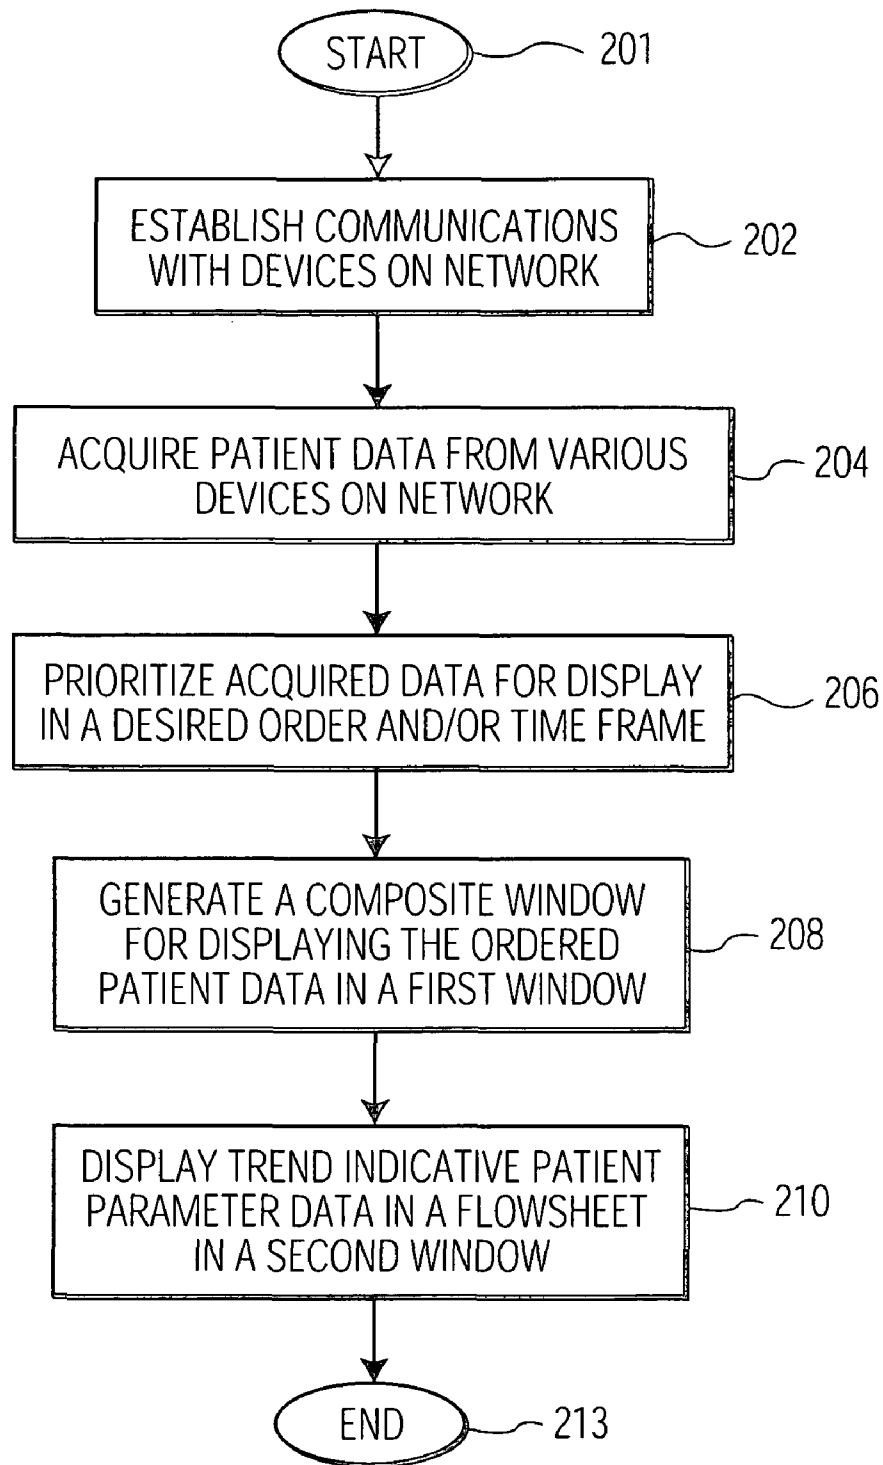 START
201
ESTABLISH COMMUNICATIONS
WITH DEVICES ON NETWORK
202
ACQUIRE PATIENT DATA FROM VARIOUS
DEVICES ON NETWORK
204
PRIORITIZE ACQUIRED DATA FOR DISPLAY
IN A DESIRED ORDER AND/OR TIME FRAME
206
GENERATE A COMPOSITE WINDOW
FOR DISPLAYING THE ORDERED
PATIENT DATA IN A FIRST WINDOW
208
DISPLAY TREND INDICATIVE PATIENT
PARAMETER DATA IN A FLOWSHEET
IN A SECOND WINDOW
210
END
213